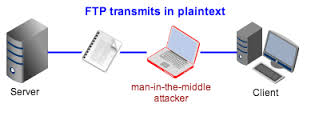 FTP transmits in plaintext
Server
man-in-the-middle
attacker
Client